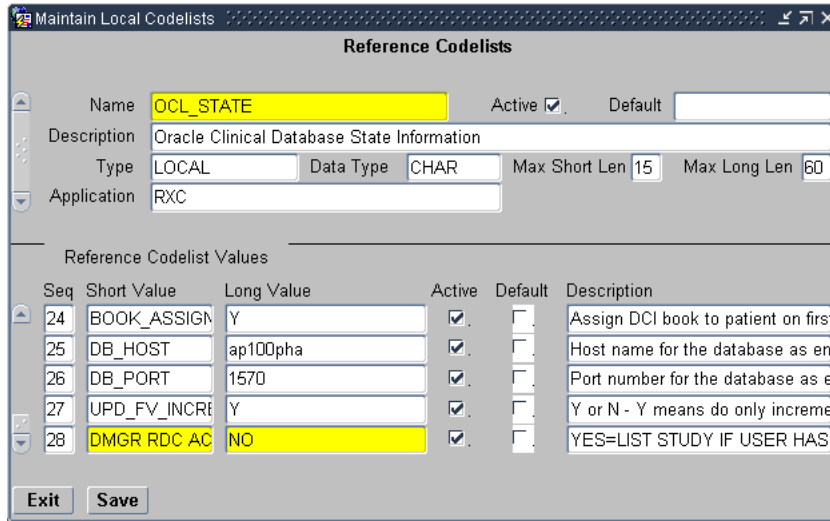 Maintain Local Codelists
Reference Codelists
Name OCL_STATE Active Default
Description Oracle Clinical Database State Information
Type LOCAL Data Type CHAR Max Short Len 15 Max Long Len 60
Application RXC
Reference Codelist Values
Seq Short Value Long Value Active Default Description
24 BOOK_ASSIGN Y Assign DCI book to patient on first
25 DB_HOST ap100pha Host name for the database as en
26 DB_PORT 1570 Port number for the database as e
27 UPD_FV_INCRE Y Y or N - Y means do only increme
28 DMGR RDC AC NO YES=LIST STUDY IF USER HAS
Exit Save